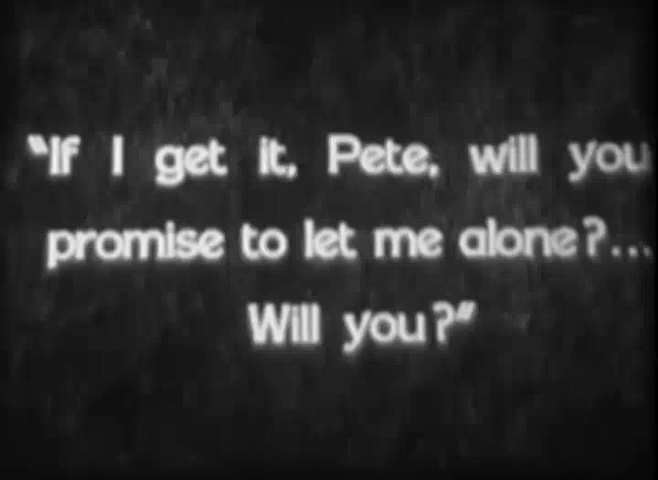 "If I get it, Pete, will you
promise to let me alone?...
Will you?"